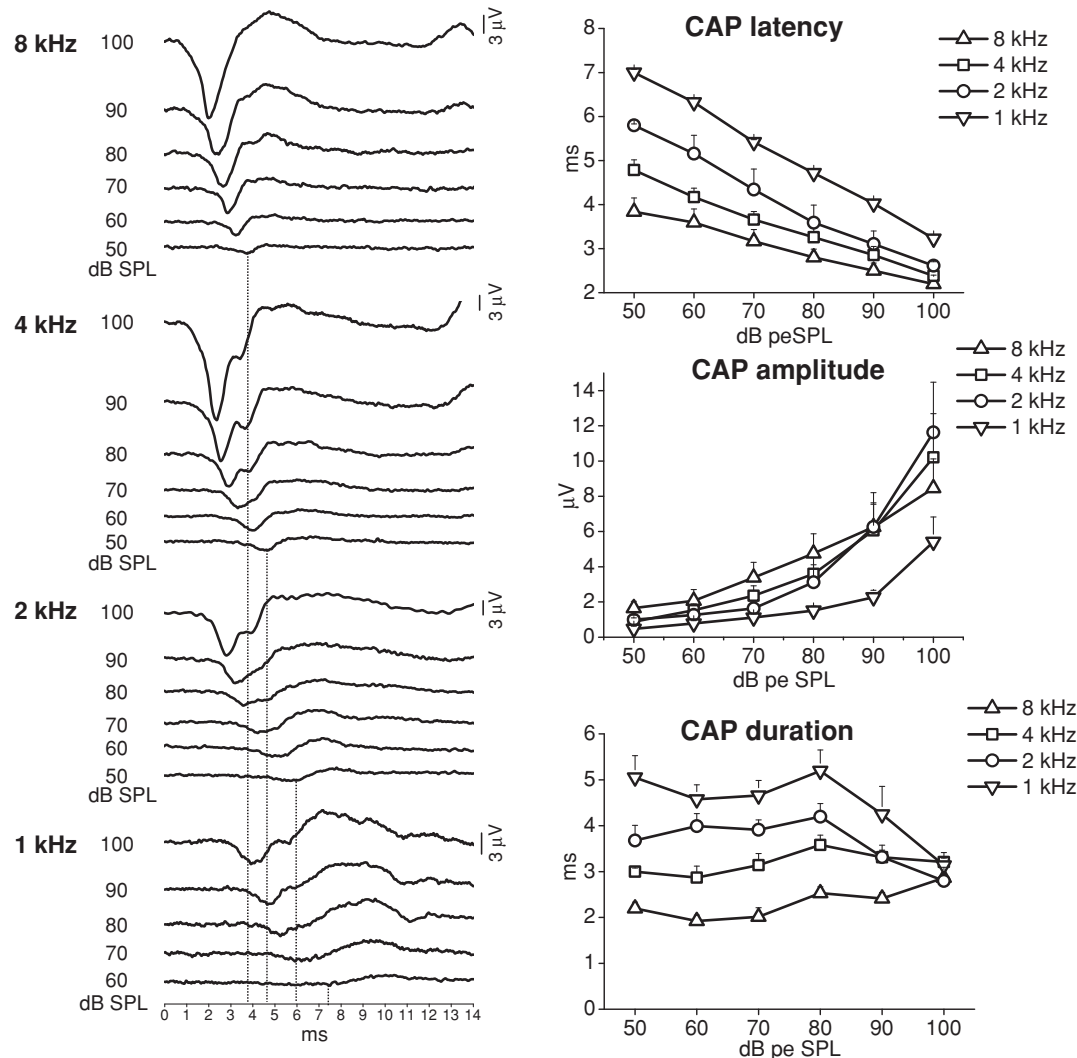 8 kHz
100
90
80
70
60
50
dB SPL
3 µV
4 kHz
100
90
80
70
60
50
dB SPL
3 µV
2 kHz
100
90
80
70
60
50
dB SPL
3 µV
1 kHz
100
90
80
70
60
dB SPL
3 µV
0 1 2 3 4 5 6 7 8 9 10 11 12 13 14
ms
CAP latency
8 kHz
4 kHz
2 kHz
1 kHz
8
7
6
5
4
3
2
ms
50 60 70 80 90 100
dB peSPL
CAP amplitude
8 kHz
4 kHz
2 kHz
1 kHz
14
12
10
8
6
4
2
0
µV
50 60 70 80 90 100
dB pe SPL
CAP duration
8 kHz
4 kHz
2 kHz
1 kHz
6
5
4
3
2
1
0
ms
50 60 70 80 90 100
dB pe SPL